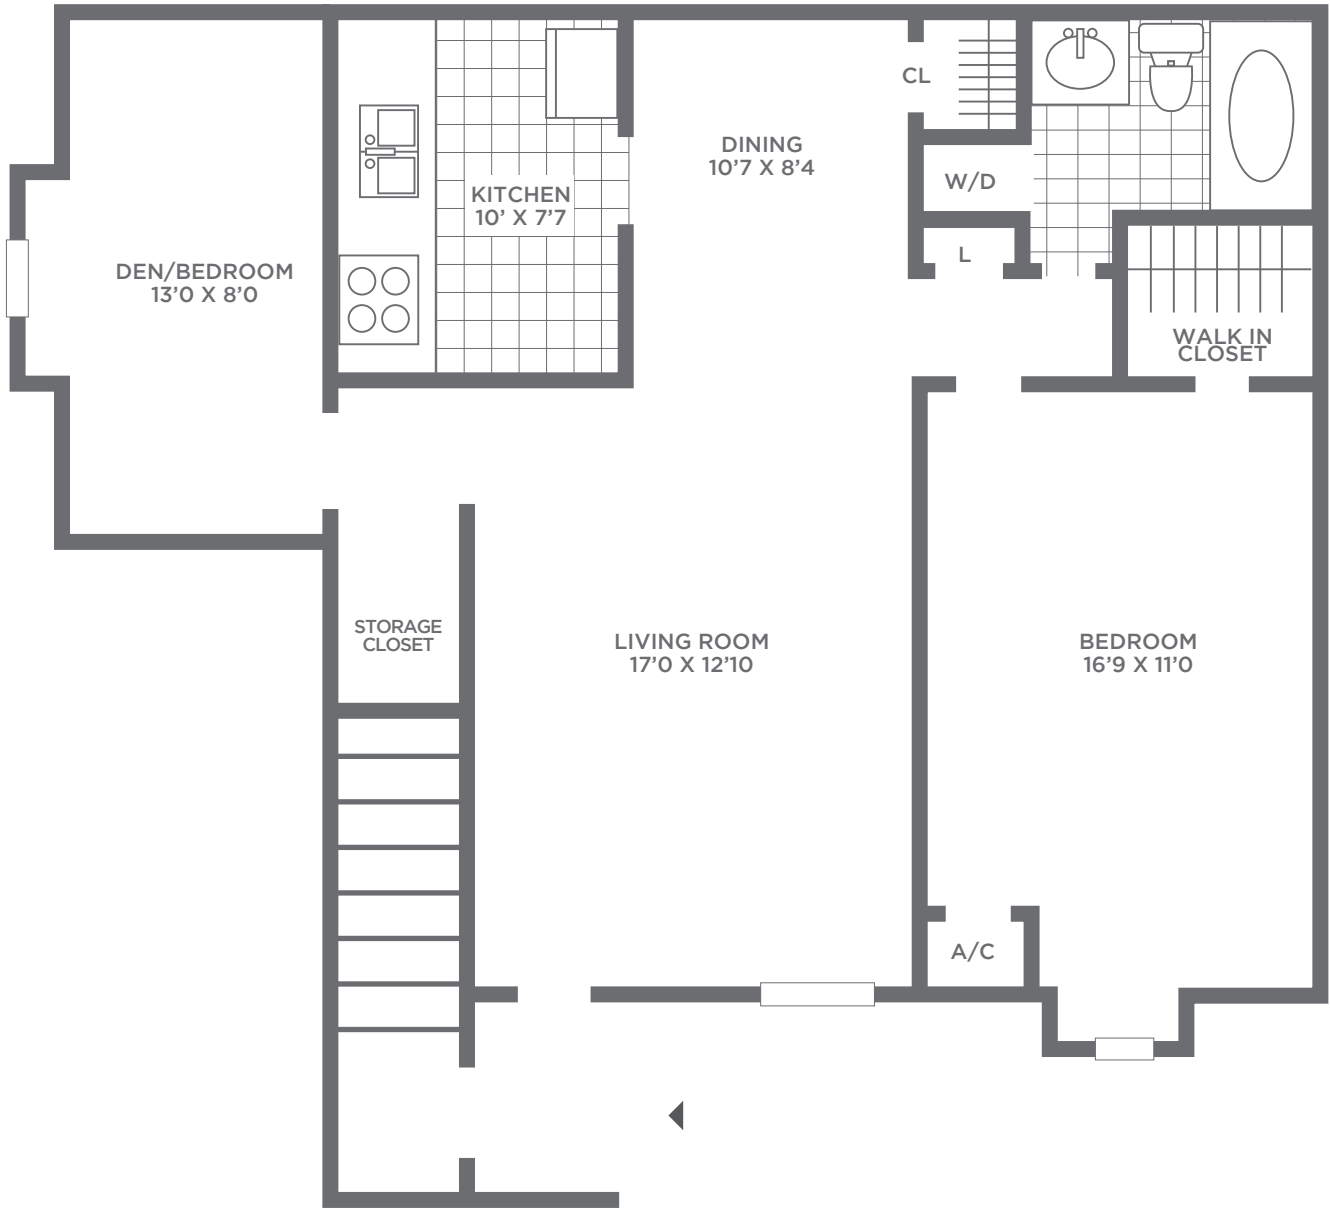 CL
DINING
10'7 X 8'4
W/D
KITCHEN
10’ X 7’7
L
DEN/BEDROOM
13’0 X 8’0
WALK IN
CLOSET
STORAGE
CLOSET
LIVING ROOM
17’0 X 12’10
BEDROOM
16’9 X 11’0
A/C